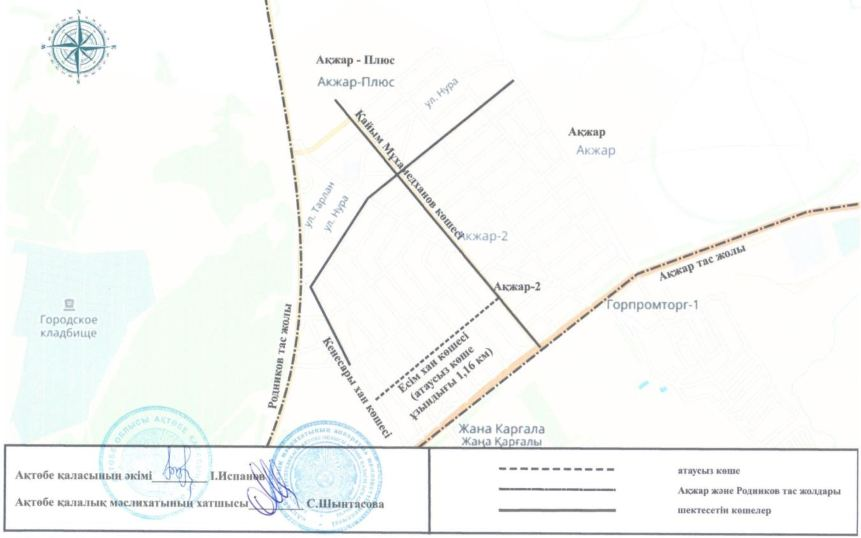 Ақжар - Плюс
Акжар-Плюс
ул. Нура
Қайым Мұхамедханов көшесі
Ақжар
Акжар
ул. Тарлан
ул. Нура
Акжар-2
Ақжар тас жолы
Ақжар-2
Горпромторг-1
Городское
кладбище
Родников тас жолы
Кенесары хан көшесі
Есім хан көшесі
(атаусыз көше
ұзындығы 1,16 км)
Жана Каргала
Жаңа Қарғалы
Ақтөбе қаласының әкімі І.Испанов
Ақтөбе қалалық мәслихатының хатшысы С.Шынтасова
атаусыз көше
Ақжар және Родников тас жолдары
шектесетін көшелер